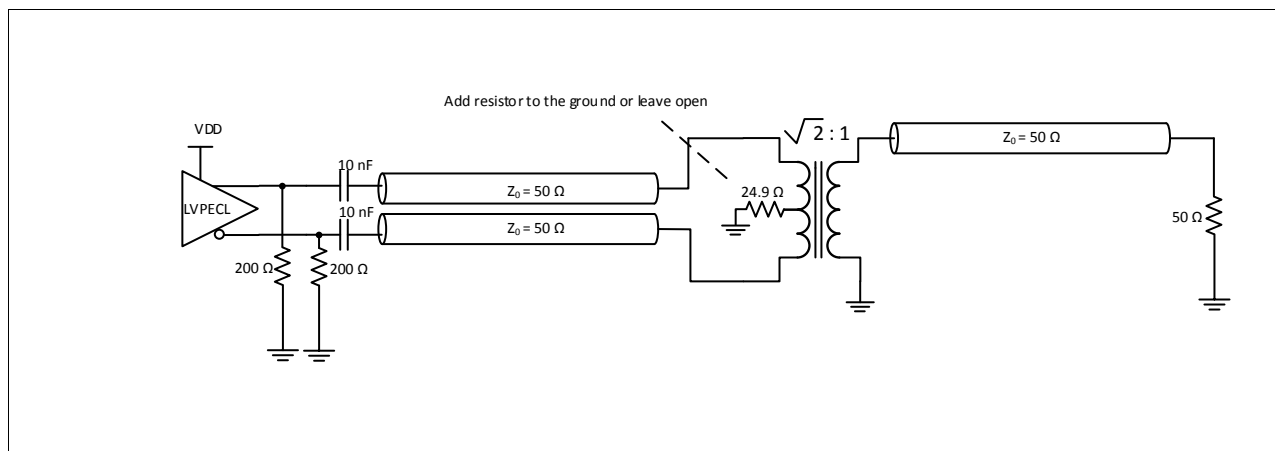 Add resistor to the ground or leave open
VDD
√2 : 1
10 nF
Z₀ = 50 Ω
Z₀ = 50 Ω
LVPECL
24.9 Ω
10 nF
Z₀ = 50 Ω
50 Ω
200 Ω
200 Ω